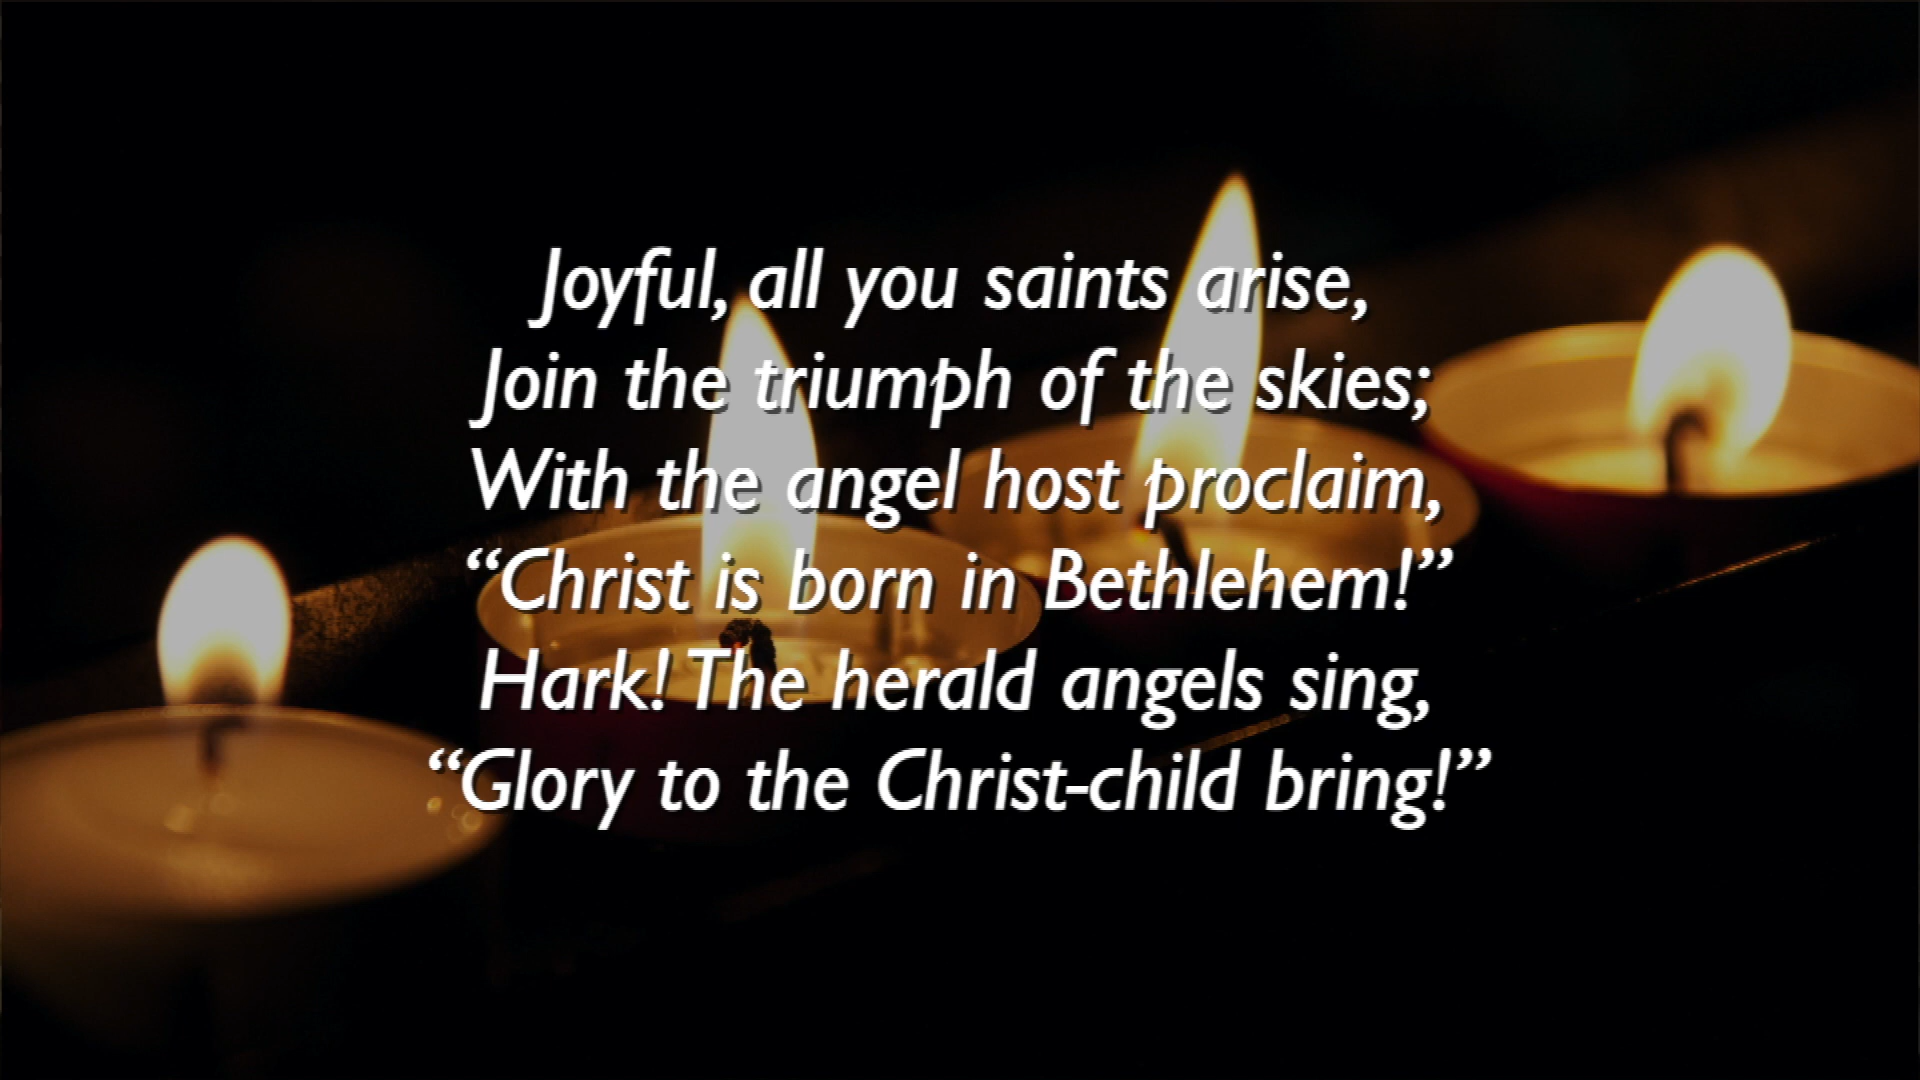 Joyful, all you saints arise,
Join the triumph of the skies;
With the angel host proclaim,
“Christ is born in Bethlehem!”
Hark! The herald angels sing,
“Glory to the Christ-child bring!”